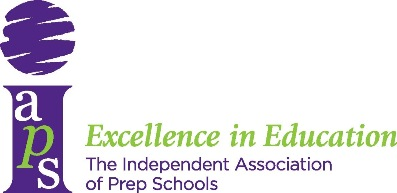 iaps
Excellence in Education
The Independent Association
of Prep Schools